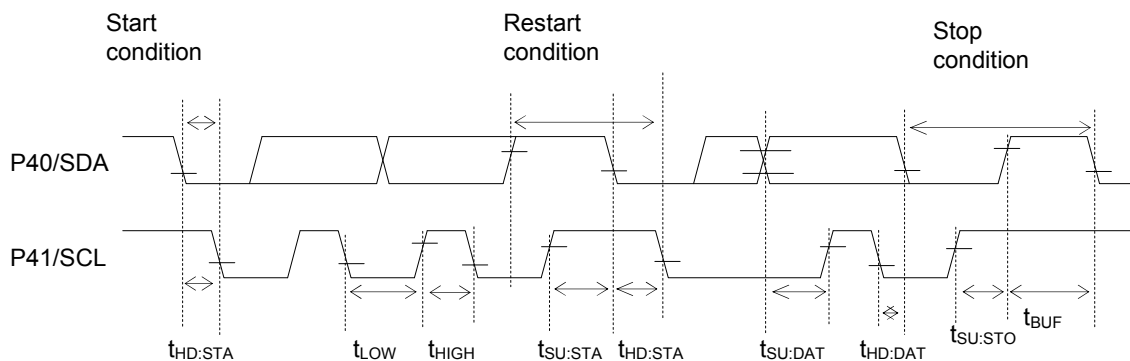 Start
condition
Restart
condition
Stop
condition
P40/SDA
P41/SCL
tHD:STA
tLOW
tHIGH
tSU:STA
tHD:STA
tSU:DAT
tHD:DAT
tSU:STO
tBUF